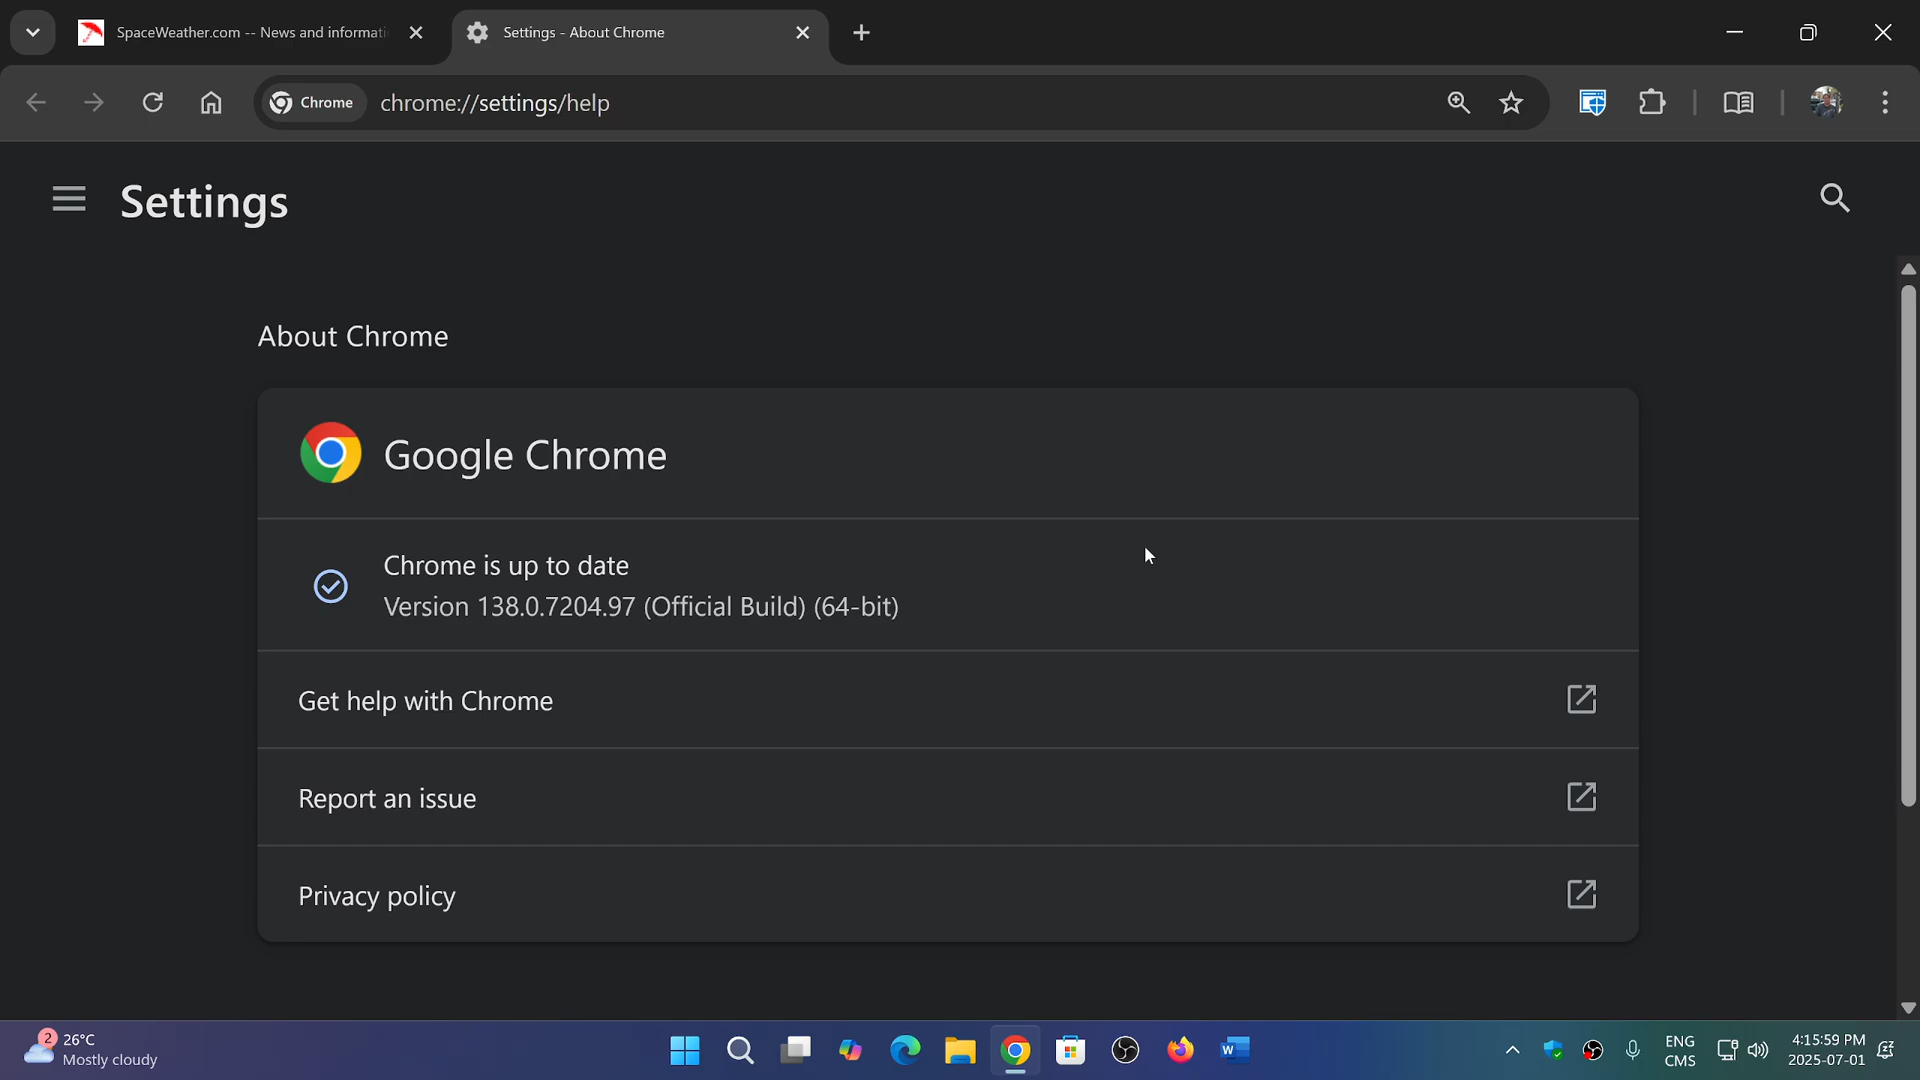 SpaceWeather.com -- News and informati
Settings - About Chrome
Chrome
chrome://settings/help
Settings
About Chrome
Google Chrome
Chrome is up to date
Version 138.0.7204.97 (Official Build) (64-bit)
Get help with Chrome
Report an issue
Privacy policy
2
26°C
Mostly cloudy
W
ENG
CMS
4:15:59 PM
2025-07-01